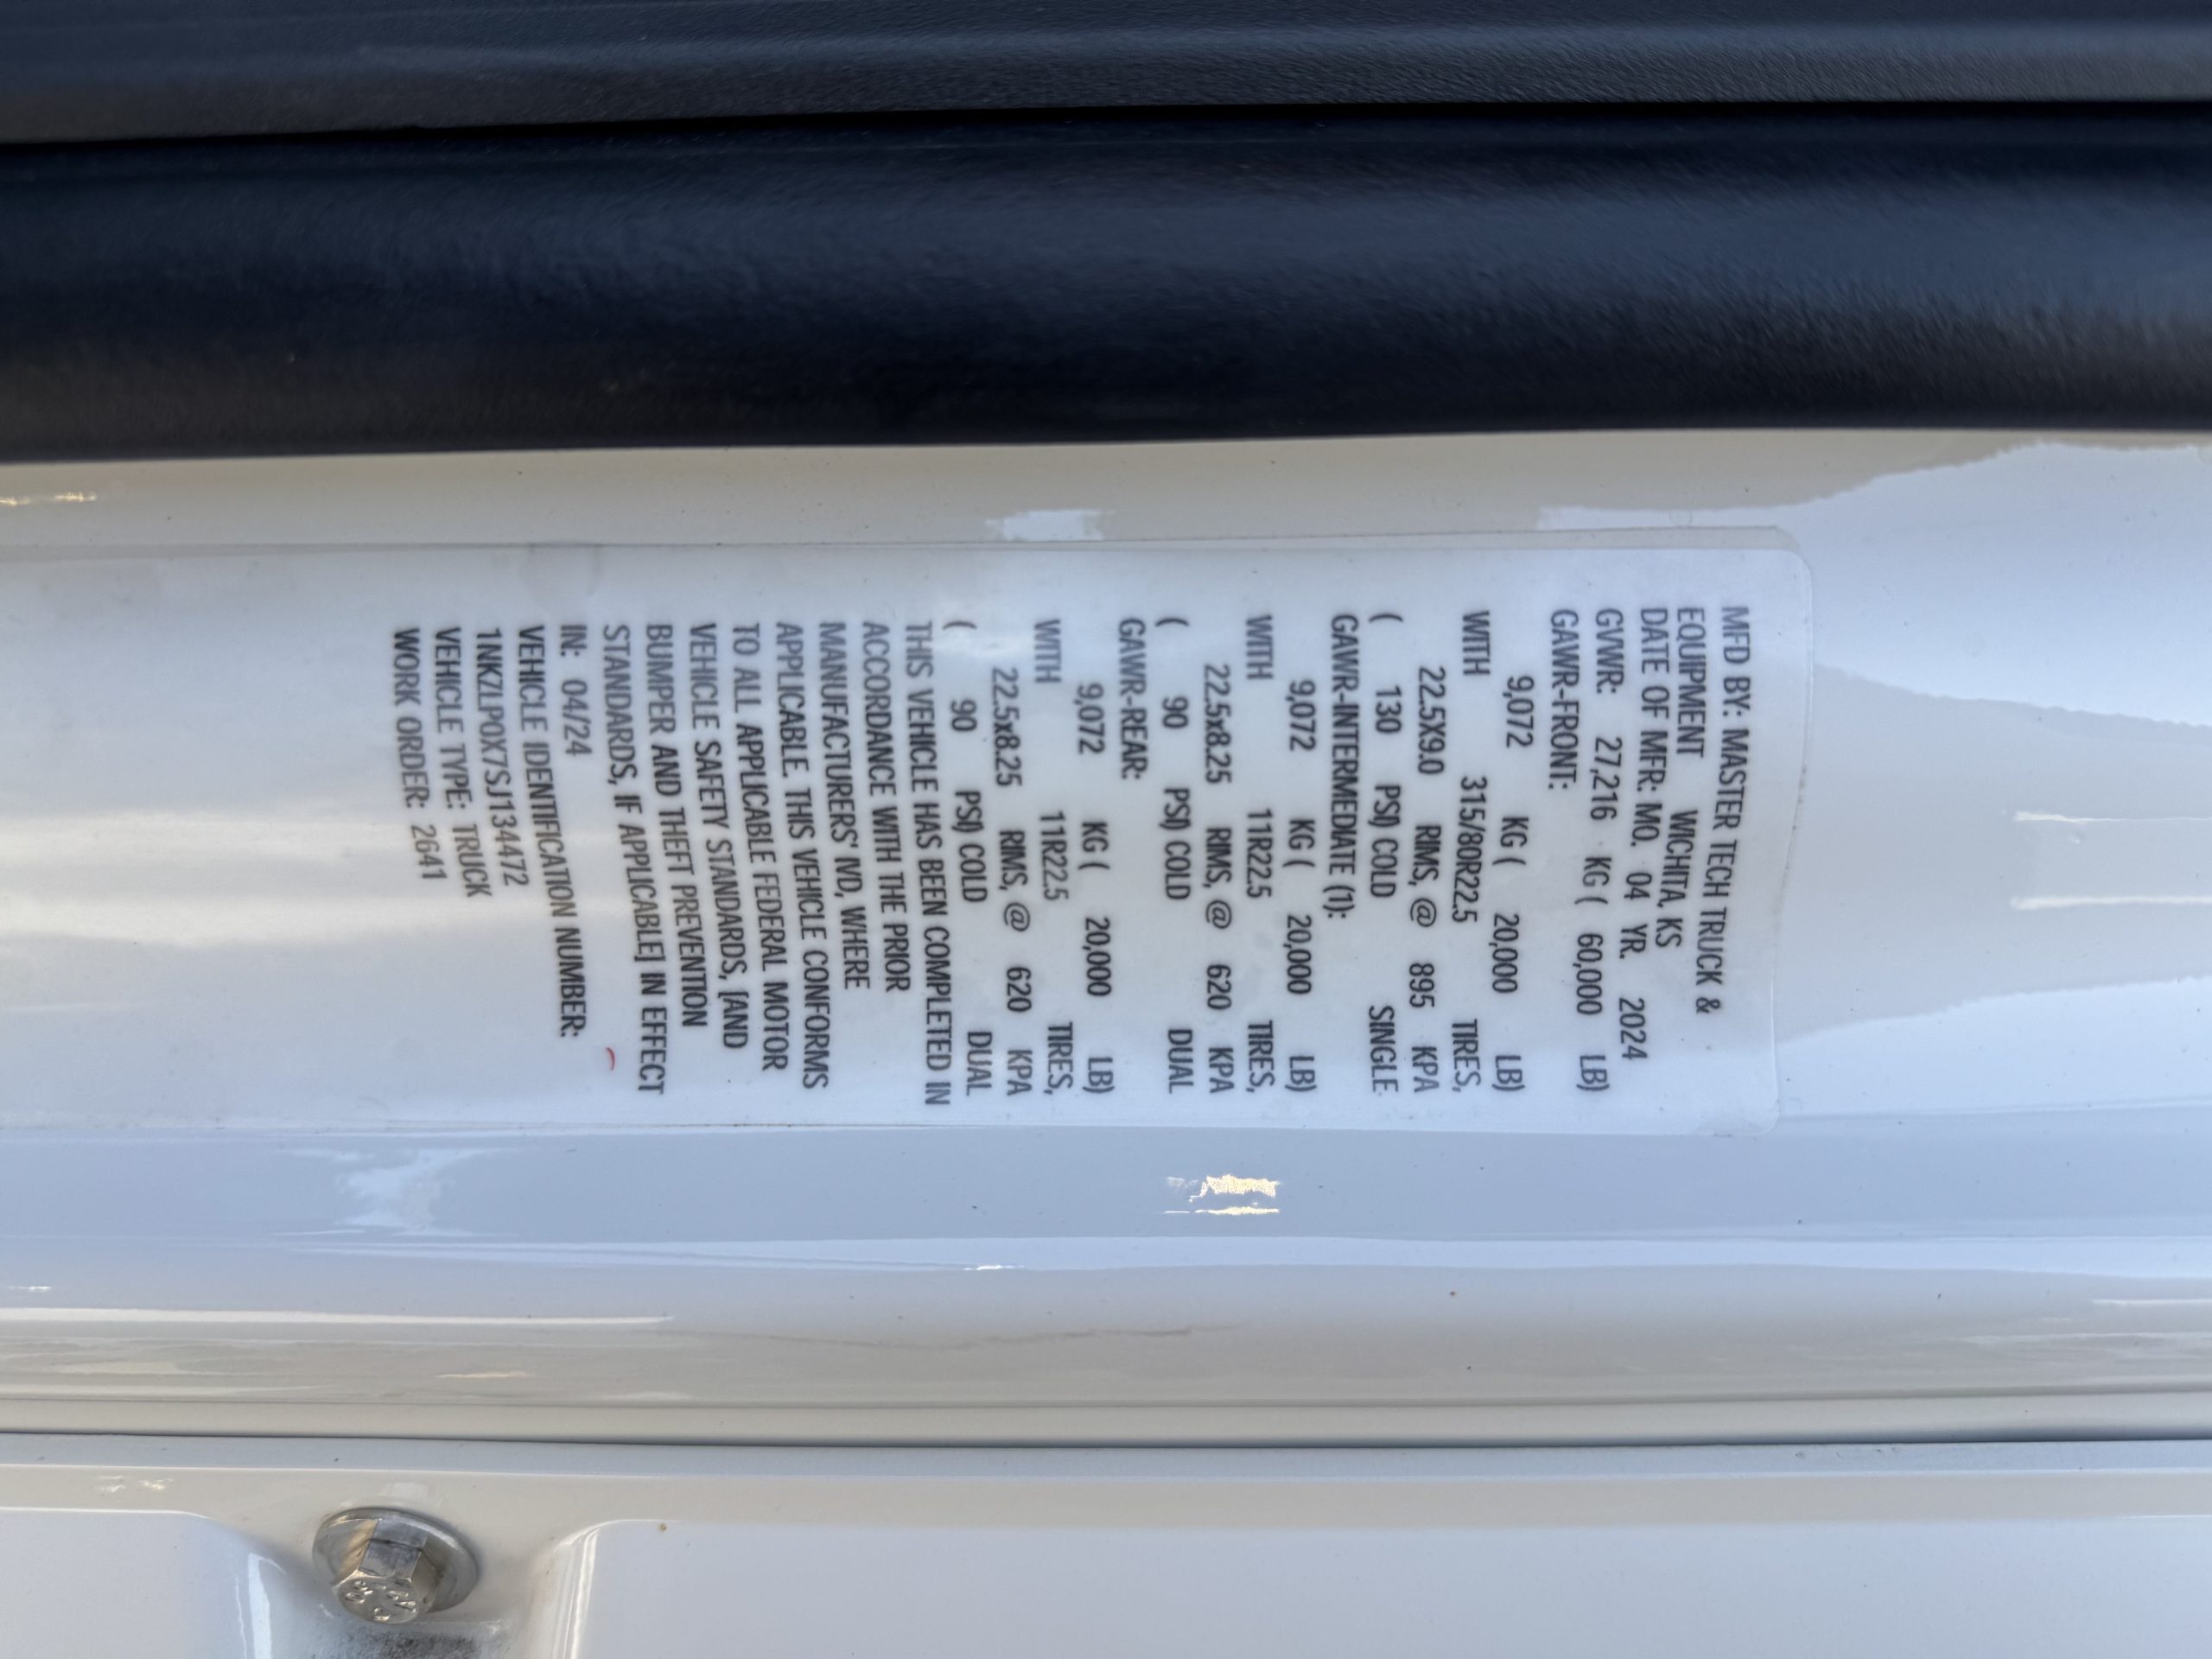 MFD BY: MASTER TECH TRUCK &
EQUIPMENT WICHITA, KS
DATE OF MFR: MO. 04 YR. 2024
GVWR: 27,216 KG ( 60,000 LB)
GAWR-FRONT:
9,072 KG ( 20,000 LB)
WITH 315/80R22.5 TIRES,
22.5X9.0 RIMS, @ 895 KPA
( 130 PSI) COLD SINGLE
GAWR-INTERMEDIATE (1):
9,072 KG ( 20,000 LB)
WITH 11R22.5 TIRES,
22.5x8.25 RIMS, @ 620 KPA
( 90 PSI) COLD DUAL
GAWR-REAR:
9,072 KG ( 20,000 LB)
WITH 11R22.5 TIRES,
22.5x8.25 RIMS, @ 620 KPA
( 90 PSI) COLD DUAL
THIS VEHICLE HAS BEEN COMPLETED IN
ACCORDANCE WITH THE PRIOR
MANUFACTURERS' IVD, WHERE
APPLICABLE. THIS VEHICLE CONFORMS
TO ALL APPLICABLE FEDERAL MOTOR
VEHICLE SAFETY STANDARDS, [AND
BUMPER AND THEFT PREVENTION
STANDARDS, IF APPLICABLE] IN EFFECT
IN: 04/24
VEHICLE IDENTIFICATION NUMBER:
1NKZLP0X7SJ134472
VEHICLE TYPE: TRUCK
WORK ORDER: 2641